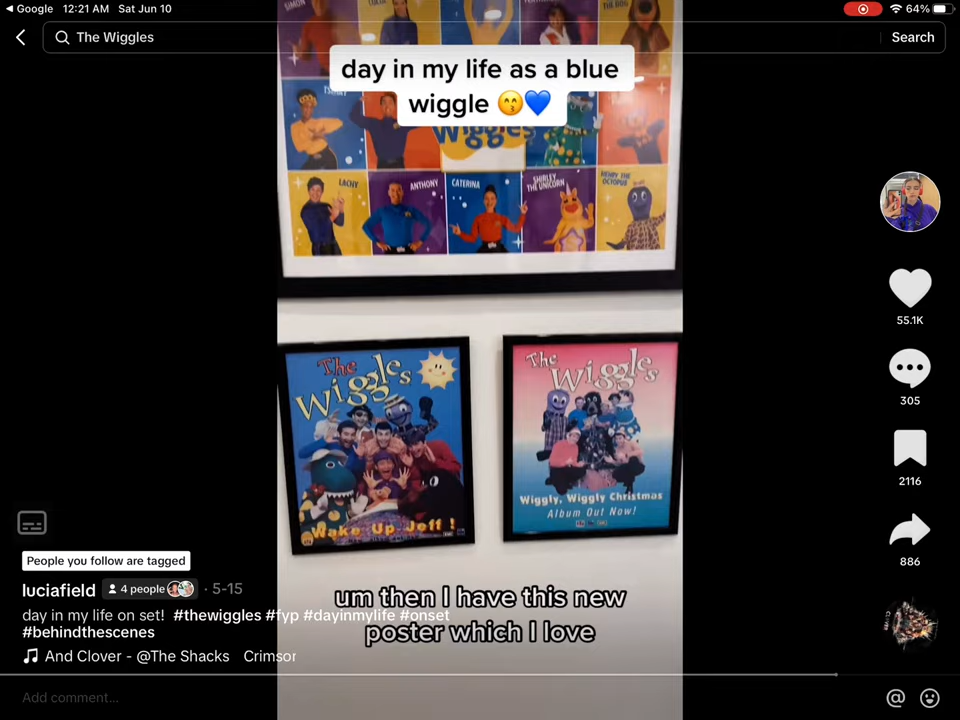 Google 12:21 AM Sat Jun 10 64%
The Wiggles Search
SIMON
day in my life as a blue
wiggle 😙💙
Wiggles
LACHY ANTHONY CATERINA SHIRLEY THE UNICORN HENRY THE OCTOPUS
The Wiggles
Wake Up Jeff!
The Wiggles
Wiggly, Wiggly Christmas
Album Out Now!
55.1K
305
2116
886
People you follow are tagged
luciafield 4 people · 5-15
um then I have this new
poster which I love
day in my life on set! #thewiggles #fyp #dayinmylife #onset
#behindthescenes
And Clover - @The Shacks Crimsor
Add comment...